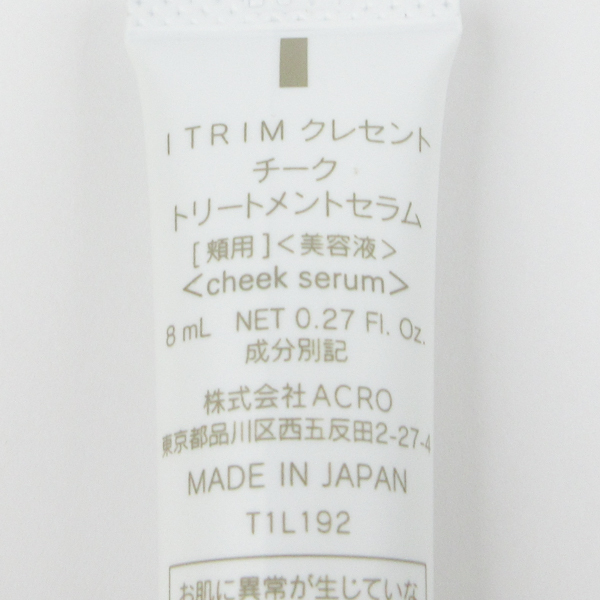 ITRIM クレセント
チーク
トリートメントセラム
[ 頬用 ]<美容液>
<cheek serum>
8 mL NET 0.27 Fl. Oz.
成分別記
株式会社ACRO
東京都品川区西五反田2-27-4
MADE IN JAPAN
T1L192
お肌に異常が生じていな